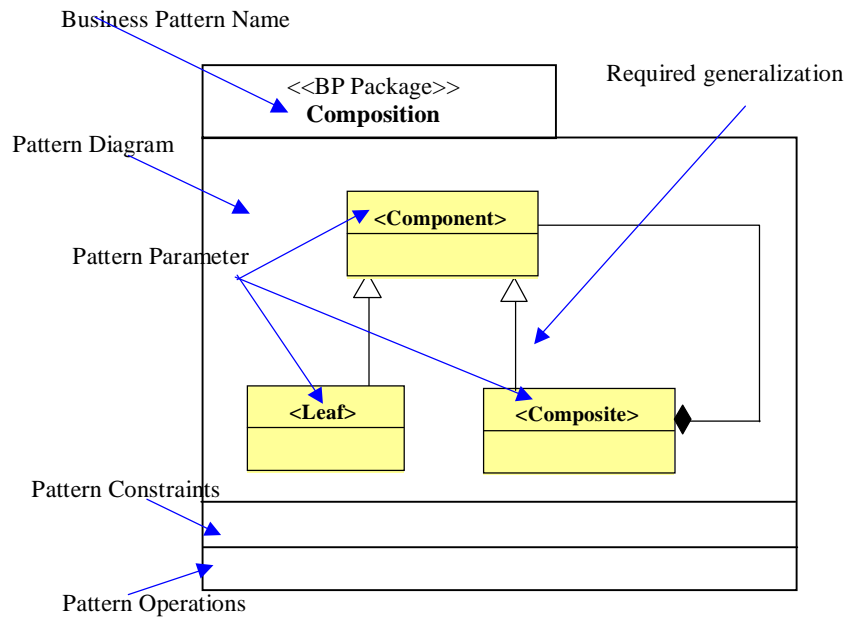 Business Pattern Name
<<BP Package>>
Composition
Required generalization
Pattern Diagram
<Component>
Pattern Parameter
<Leaf>
<Composite>
Pattern Constraints
Pattern Operations